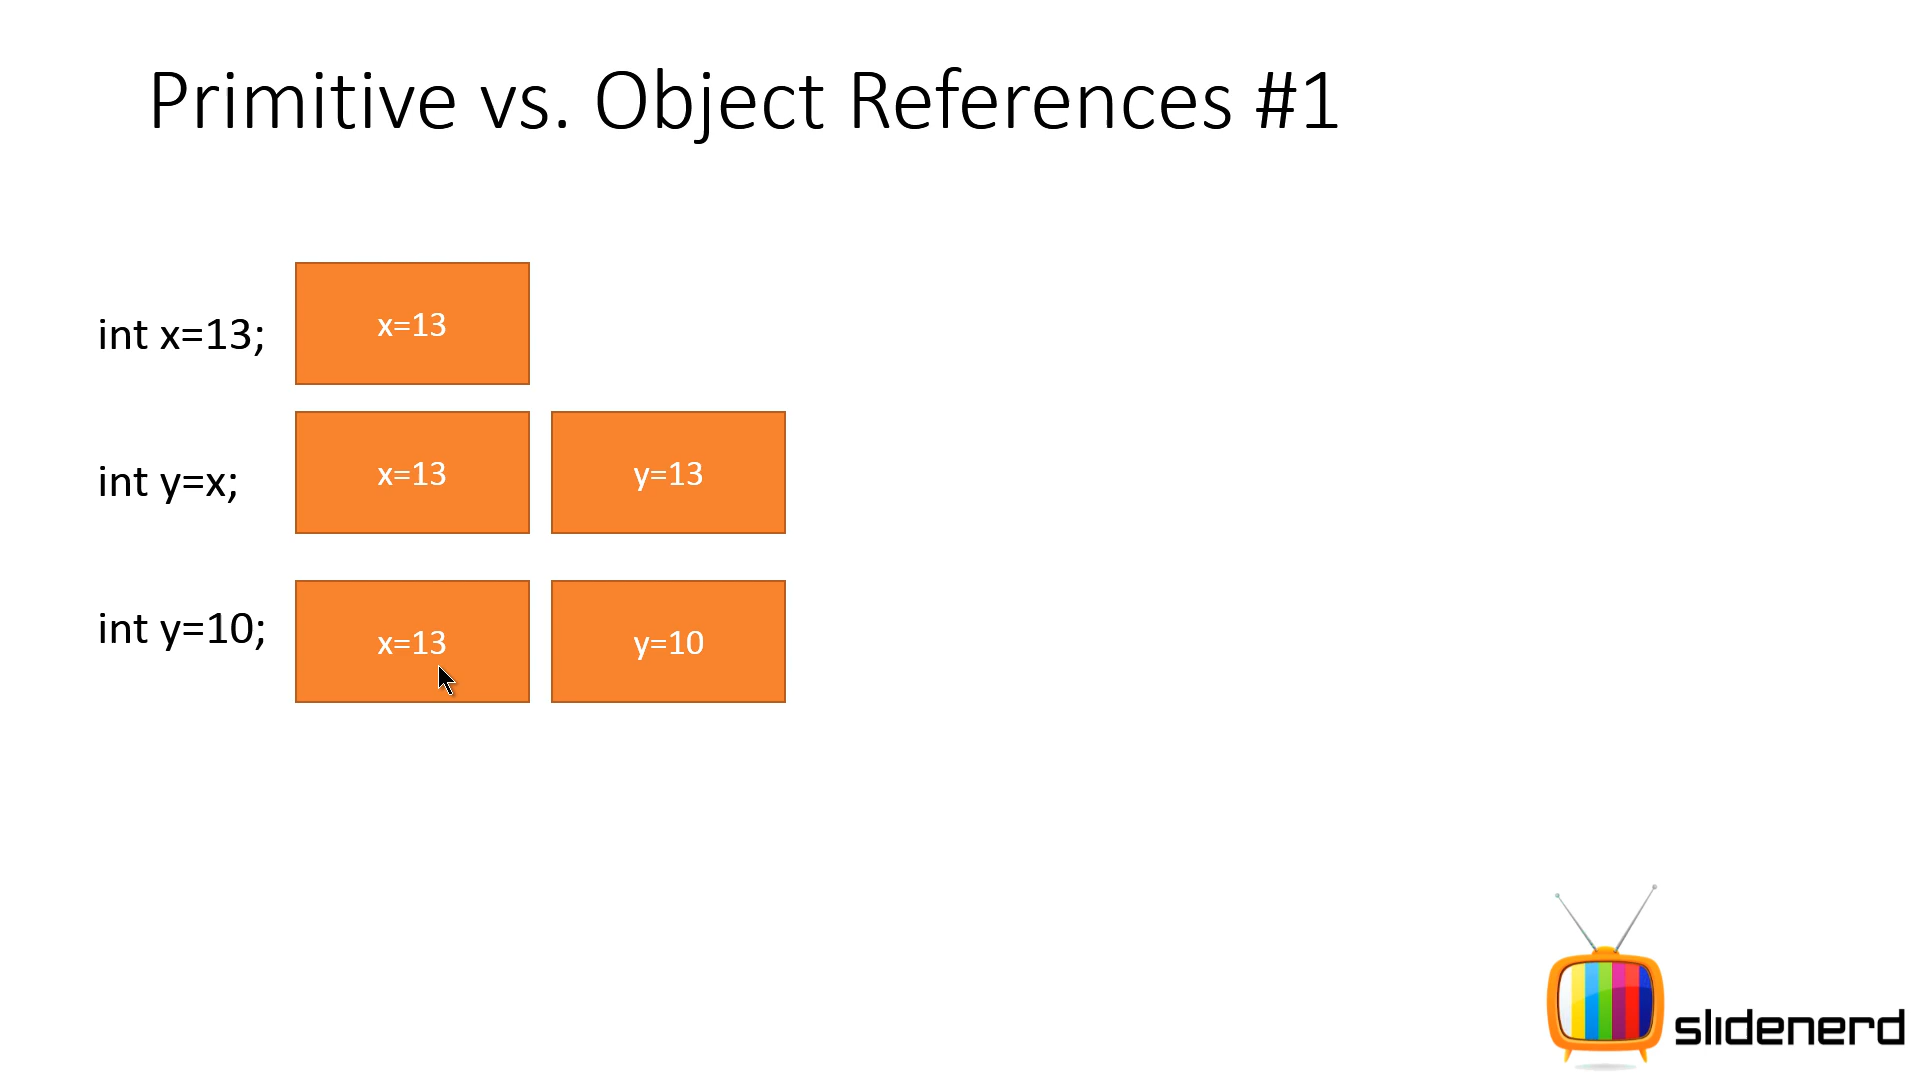 Primitive vs. Object References #1
int x=13;
x=13
int y=x;
x=13
y=13
int y=10;
x=13
y=10
slidenerd